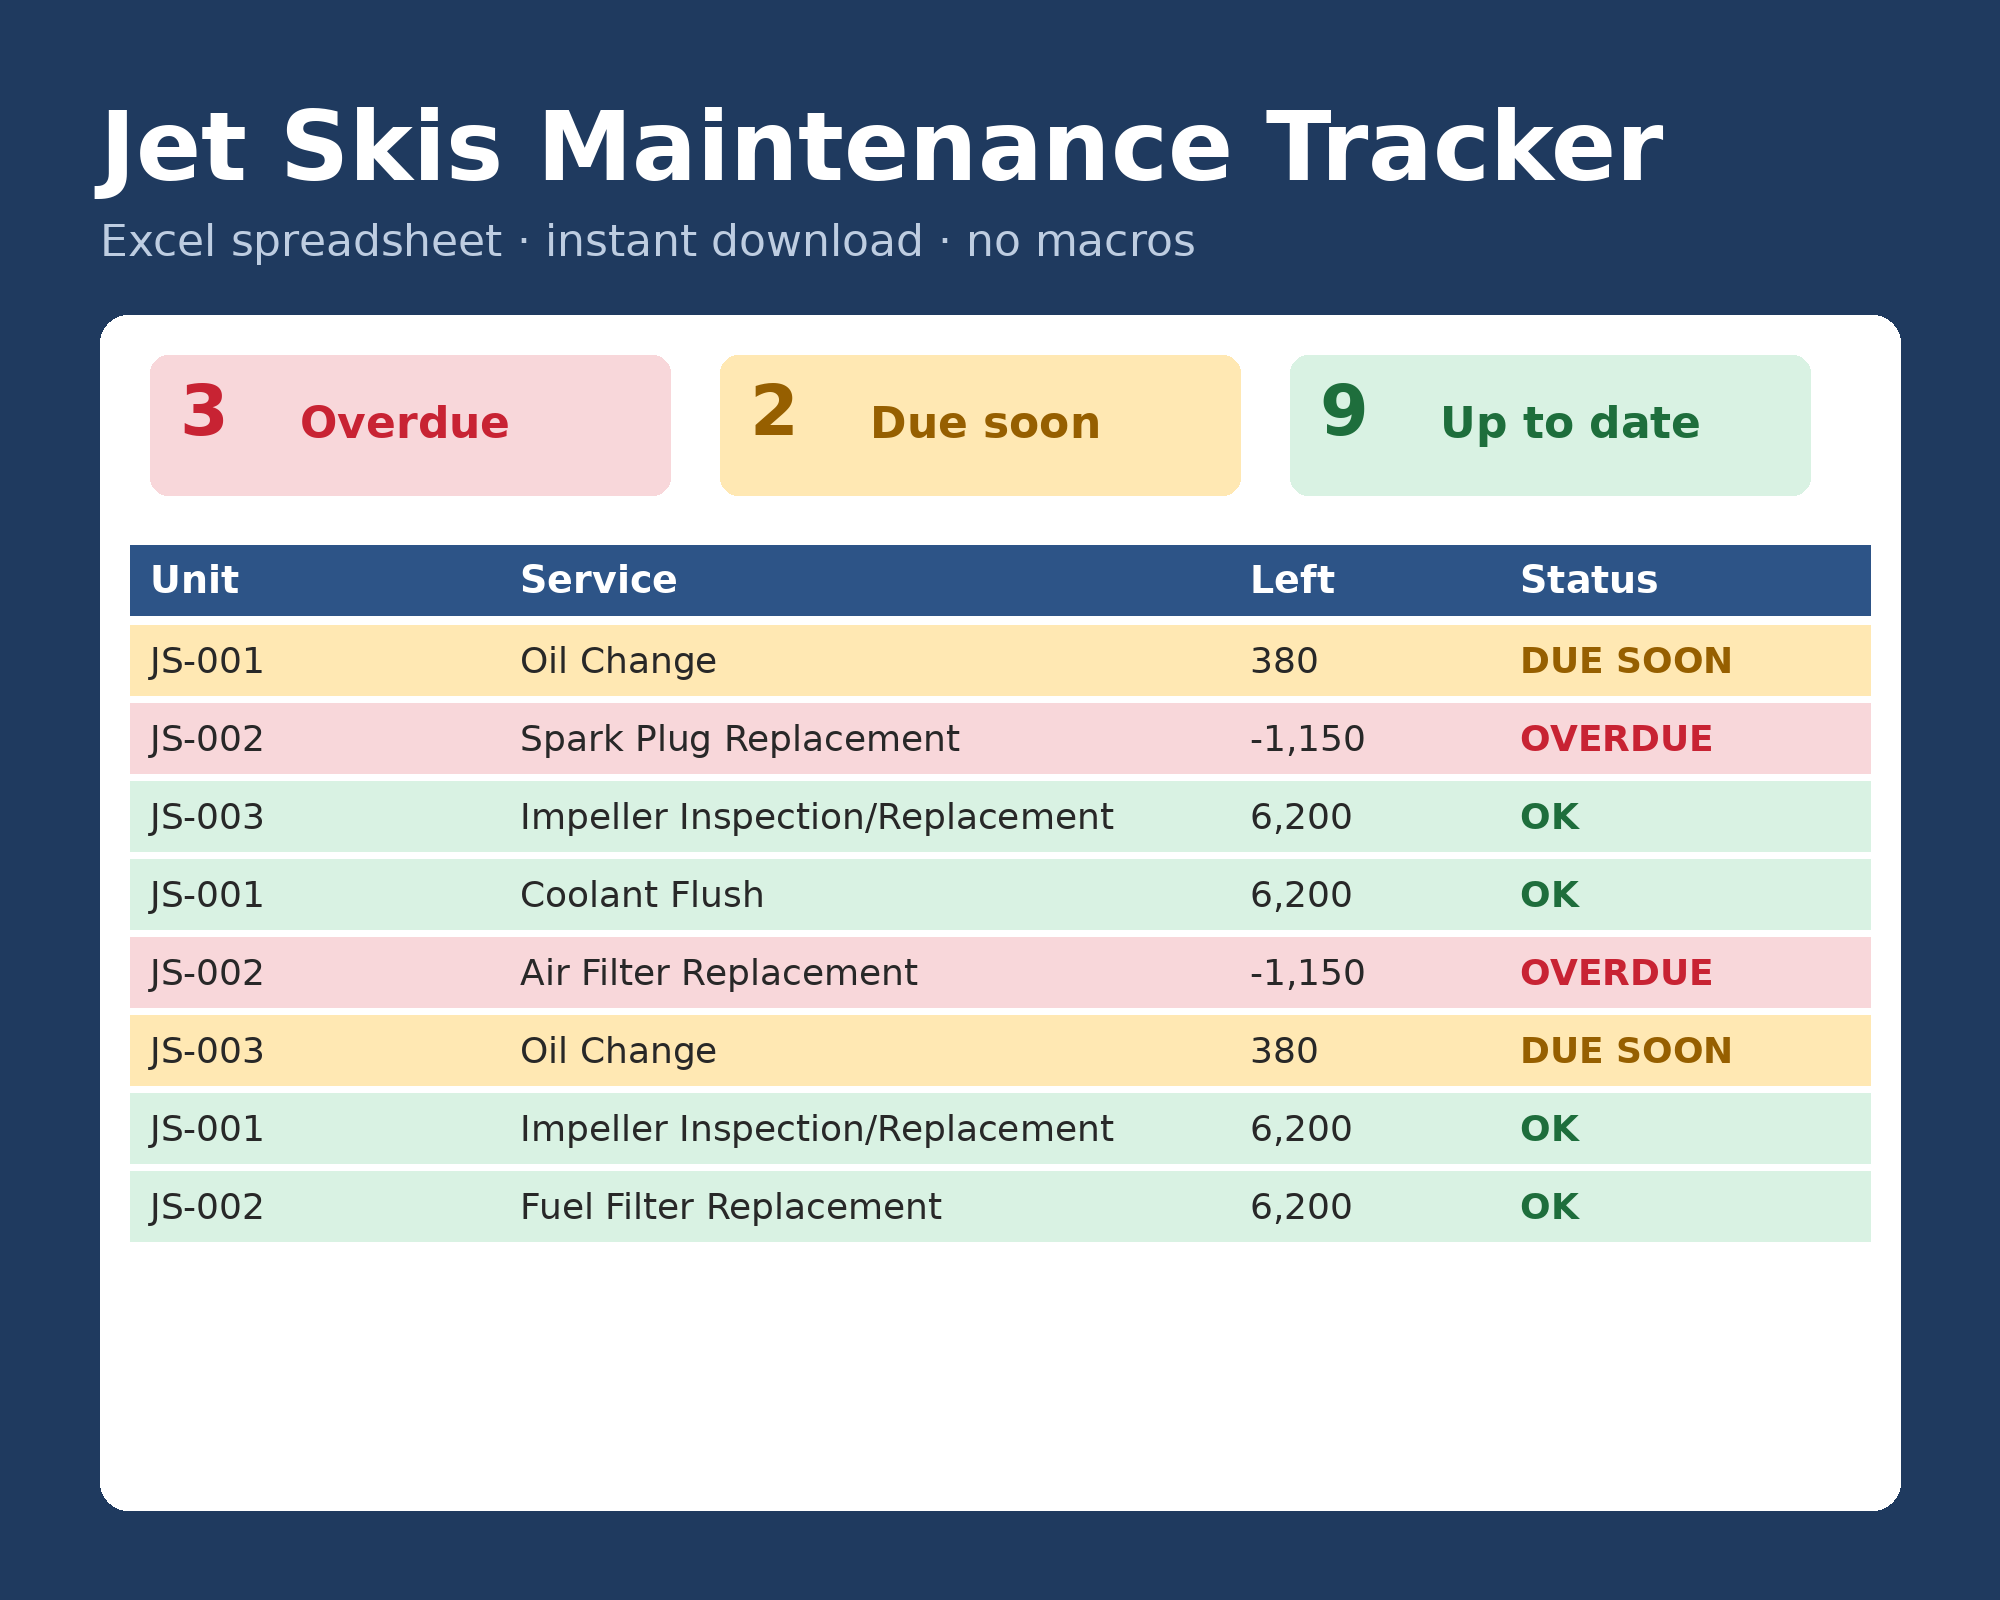 Jet Skis Maintenance Tracker
Excel spreadsheet · instant download · no macros
3 Overdue 2 Due soon 9 Up to date
Unit Service Left Status
JS-001 Oil Change 380 DUE SOON
JS-002 Spark Plug Replacement -1,150 OVERDUE
JS-003 Impeller Inspection/Replacement 6,200 OK
JS-001 Coolant Flush 6,200 OK
JS-002 Air Filter Replacement -1,150 OVERDUE
JS-003 Oil Change 380 DUE SOON
JS-001 Impeller Inspection/Replacement 6,200 OK
JS-002 Fuel Filter Replacement 6,200 OK